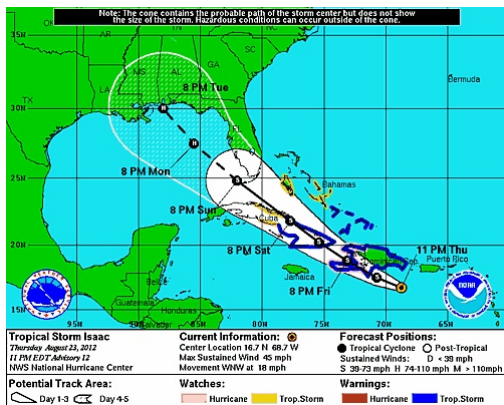 Note: The cone contains the probable path of the storm center but does not show
the size of the storm. Hazardous conditions can occur outside of the cone.
35N
AR
TN
NC
SC
MS
AL
GA
8 PM Tue
TX
LA
Bermuda
30N
H
FL
H
8 PM Mon
25N
8 PM Sun
Bahamas
Cuba
8 PM Sat
20N
11 PM Thu
Puerto Rico
Jamaica
8 PM Fri
Belize
15N
Guatemala
Honduras
NOAA
El Salvador
95W
90W
85W
80W
75W
70W
65W
60W
Tropical Storm Isaac
Thursday August 23, 2012
11 PM EDT Advisory 12
NWS National Hurricane Center
Current Information:
Center Location 16.7 N 68.7 W
Max Sustained Wind 45 mph
Movement WNW at 18 mph
Forecast Positions:
Tropical Cyclone Post-Tropical
Sustained Winds: D < 39 mph
S 39-73 mph H 74-110 mph M > 110mph
Potential Track Area:
Day 1-3 Day 4-5
Watches:
Hurricane Trop.Storm
Warnings:
Hurricane Trop.Storm